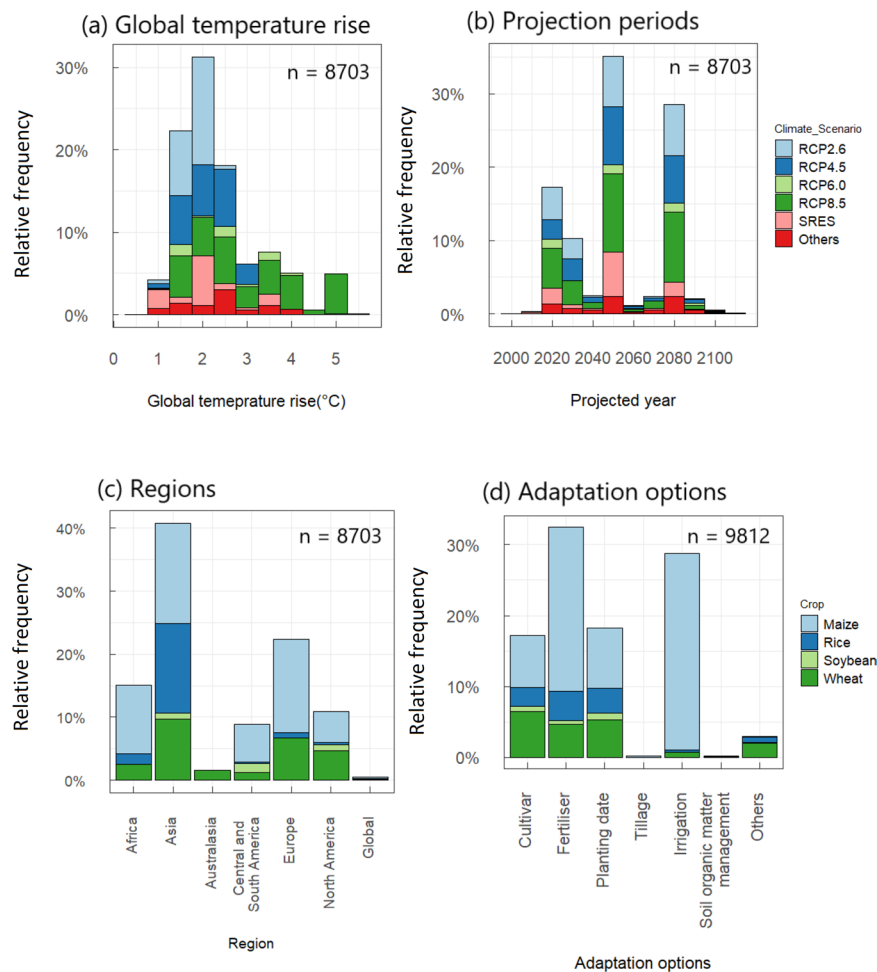 (a) Global temperature rise
n = 8703
30%
20%
10%
0%
Relative frequency
0 1 2 3 4 5
Global temeprature rise(°C)
(b) Projection periods
n = 8703
30%
20%
10%
0%
Relative frequency
2000 2020 2040 2060 2080 2100
Projected year
Climate_Scenario
RCP2.6
RCP4.5
RCP6.0
RCP8.5
SRES
Others
(c) Regions
n = 8703
40%
30%
20%
10%
0%
Relative frequency
Africa
Asia
Australasia
Central and
South America
Europe
North America
Global
Region
(d) Adaptation options
n = 9812
30%
20%
10%
0%
Relative frequency
Cultivar
Fertiliser
Planting date
Tillage
Irrigation
Soil organic matter
management
Others
Adaptation options
Crop
Maize
Rice
Soybean
Wheat